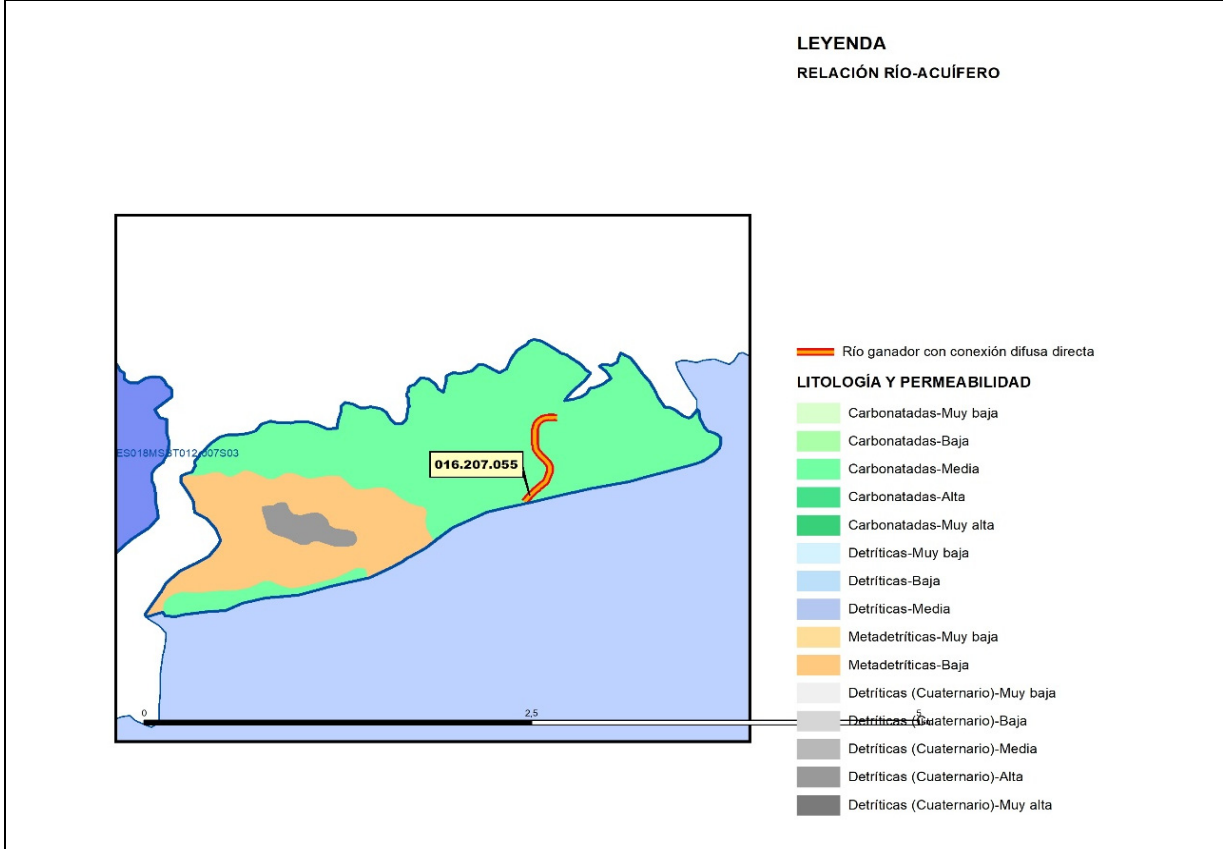 LEYENDA
RELACIÓN RÍO-ACUÍFERO
Río ganador con conexión difusa directa
LITOLOGÍA Y PERMEABILIDAD
Carbonatadas-Muy baja
Carbonatadas-Baja
Carbonatadas-Media
Carbonatadas-Alta
Carbonatadas-Muy alta
Detríticas-Muy baja
Detríticas-Baja
Detríticas-Media
Metadetríticas-Muy baja
Metadetríticas-Baja
Detríticas (Cuaternario)-Muy baja
Detríticas (Cuaternario)-Baja
Detríticas (Cuaternario)-Media
Detríticas (Cuaternario)-Alta
Detríticas (Cuaternario)-Muy alta
016.207.055
0 2,5 5